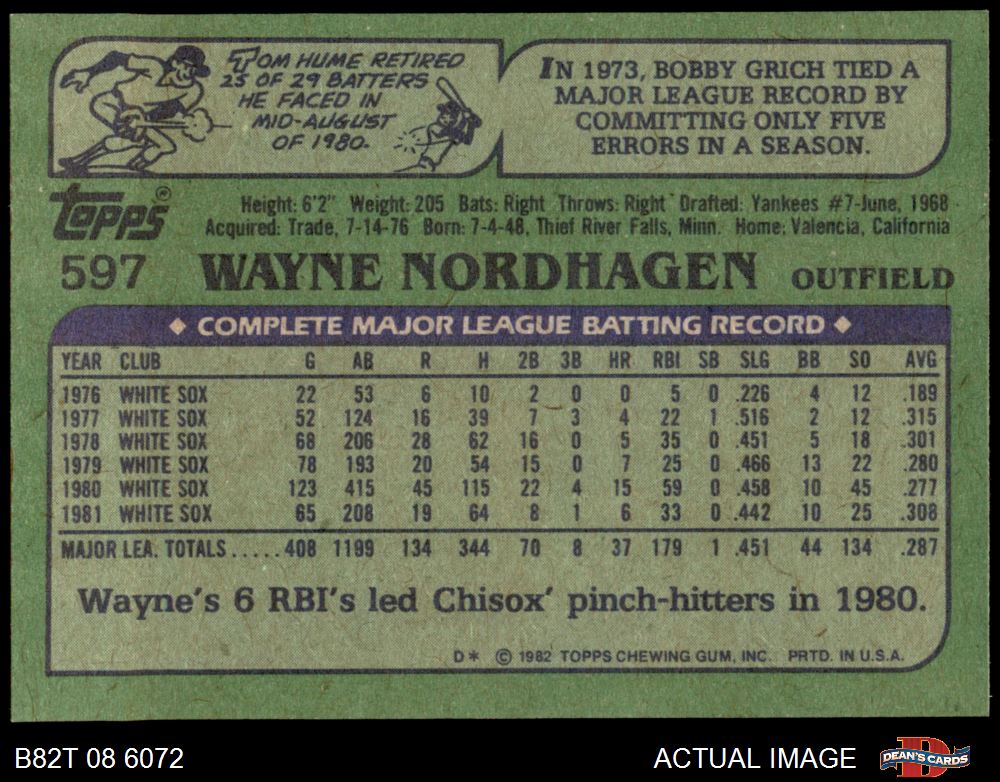 TOM HUME RETIRED
25 OF 29 BATTERS
HE FACED IN
MID-AUGUST
OF 1980.
IN 1973, BOBBY GRICH TIED A
MAJOR LEAGUE RECORD BY
COMMITTING ONLY FIVE
ERRORS IN A SEASON.
Topps®
Height: 6'2" Weight: 205 Bats: Right Throws: Right Drafted: Yankees #7-June, 1968
Acquired: Trade, 7-14-76 Born: 7-4-48, Thief River Falls, Minn. Home: Valencia, California
597 WAYNE NORDHAGEN OUTFIELD
◆ COMPLETE MAJOR LEAGUE BATTING RECORD ◆
YEAR CLUB G AB R H 2B 3B HR RBI SB SLG BB SO AVG
1976 WHITE SOX 22 53 6 10 2 0 0 5 0 .226 4 12 .189
1977 WHITE SOX 52 124 16 39 7 3 4 22 1 .516 2 12 .315
1978 WHITE SOX 68 206 28 62 16 0 5 35 0 .451 5 18 .301
1979 WHITE SOX 78 193 20 54 15 0 7 25 0 .466 13 22 .280
1980 WHITE SOX 123 415 45 115 22 4 15 59 0 .458 10 45 .277
1981 WHITE SOX 65 208 19 64 8 1 6 33 0 .442 10 25 .308
MAJOR LEA. TOTALS.....408 1199 134 344 70 8 37 179 1 .451 44 134 .287
Wayne's 6 RBI's led Chisox' pinch-hitters in 1980.
D* © 1982 TOPPS CHEWING GUM, INC. PRTD. IN U.S.A.
B82T 08 6072
ACTUAL IMAGE
DEAN'S CARDS